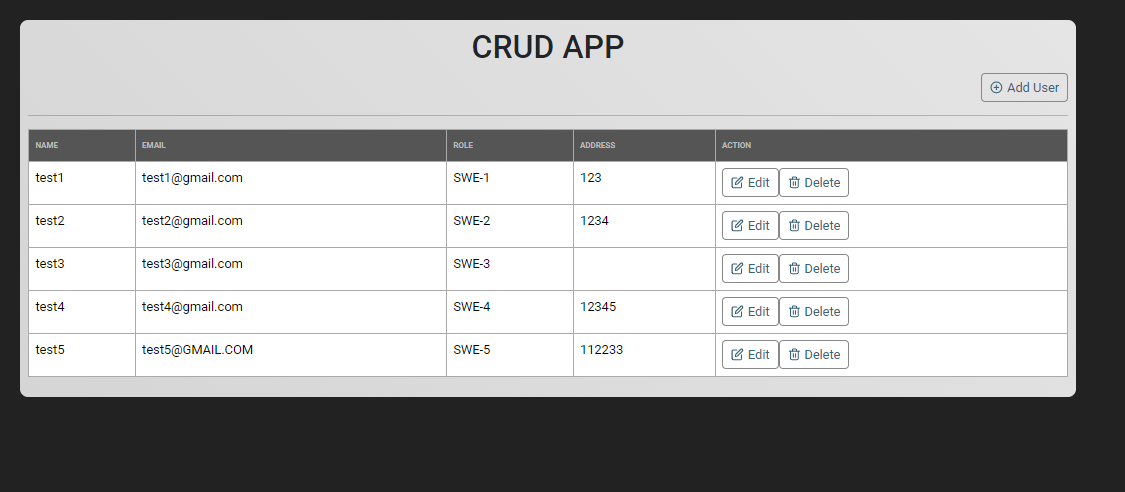 CRUD APP
Add User
NAME EMAIL ROLE ADDRESS ACTION
test1 test1@gmail.com SWE-1 123 Edit Delete
test2 test2@gmail.com SWE-2 1234 Edit Delete
test3 test3@gmail.com SWE-3 Edit Delete
test4 test4@gmail.com SWE-4 12345 Edit Delete
test5 test5@GMAIL.COM SWE-5 112233 Edit Delete